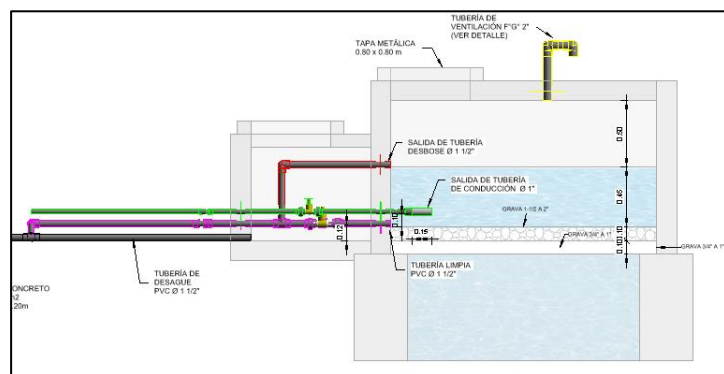 TUBERÍA DE
VENTILACIÓN F°G° 2"
(VER DETALLE)
TAPA METÁLICA
0.80 x 0.80 m
0.50
SALIDA DE TUBERÍA
DESBOSE Ø 1 1/2"
SALIDA DE TUBERÍA
DE CONDUCCIÓN Ø 1"
0.45
GRAVA 1-1/2 A 2"
0.10
0.15
0.12
GRAVA 3/4" A 1"
0.10
0.10
GRAVA 3/4" A 1"
TUBERÍA DE
DESAGUE
PVC Ø 1 1/2"
TUBERÍA LIMPIA
PVC Ø 1 1/2"
ONCRETO
n2
.20m